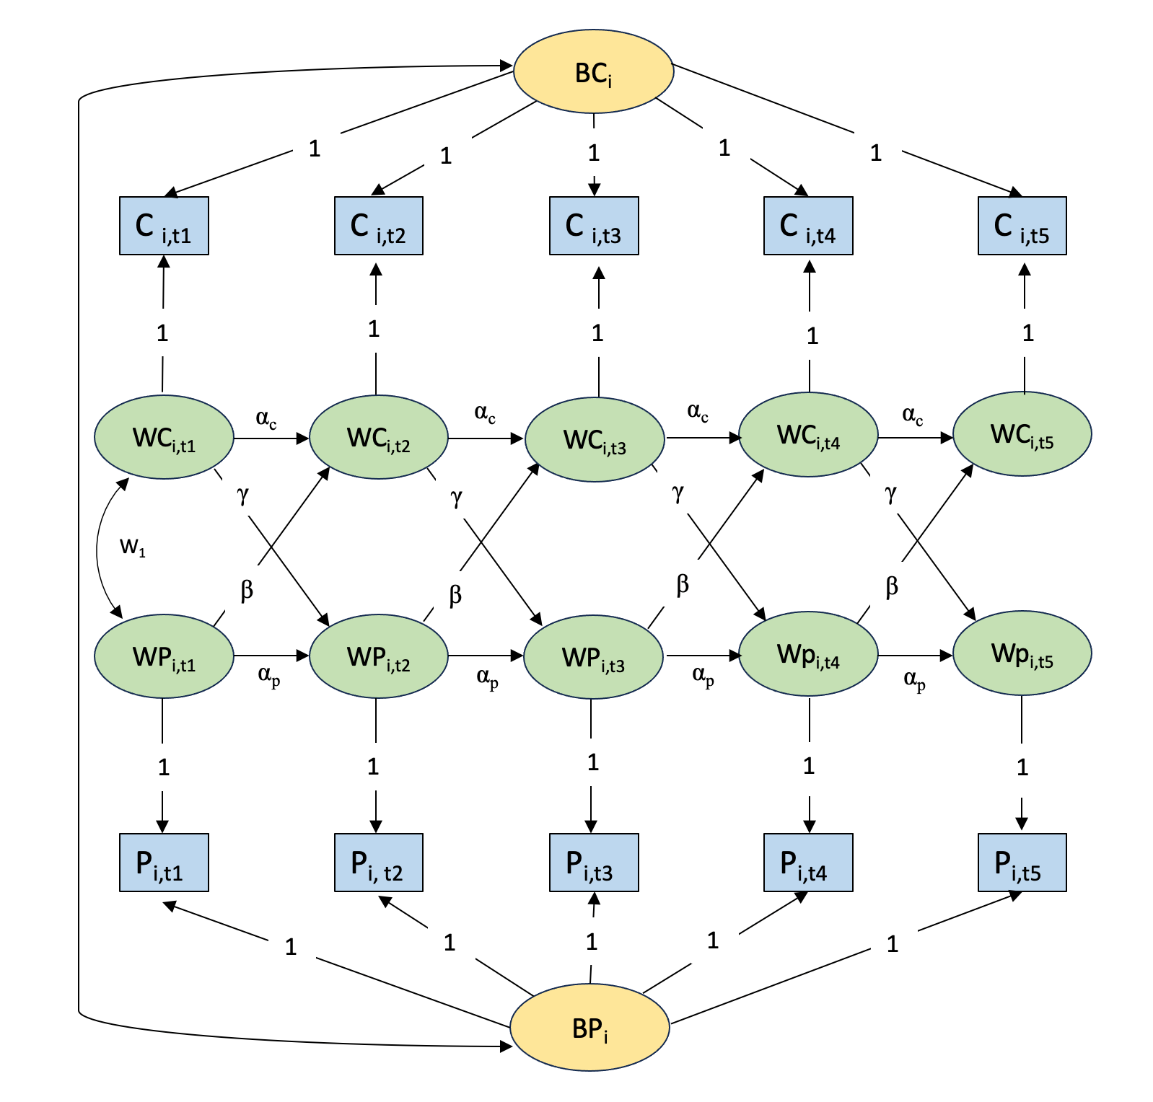 BCi
1 1 1 1 1
C i,t1 C i,t2 C i,t3 C i,t4 C i,t5
1 1 1 1 1
αc αc αc αc
WCi,t1 WCi,t2 WCi,t3 WCi,t4 WCi,t5
γ γ γ γ
W1
β β β β
WPi,t1 WPi,t2 WPi,t3 Wpi,t4 Wpi,t5
αp αp αp αp
1 1 1 1 1
Pi,t1 Pi, t2 Pi,t3 Pi,t4 Pi,t5
1 1 1 1 1
BPi